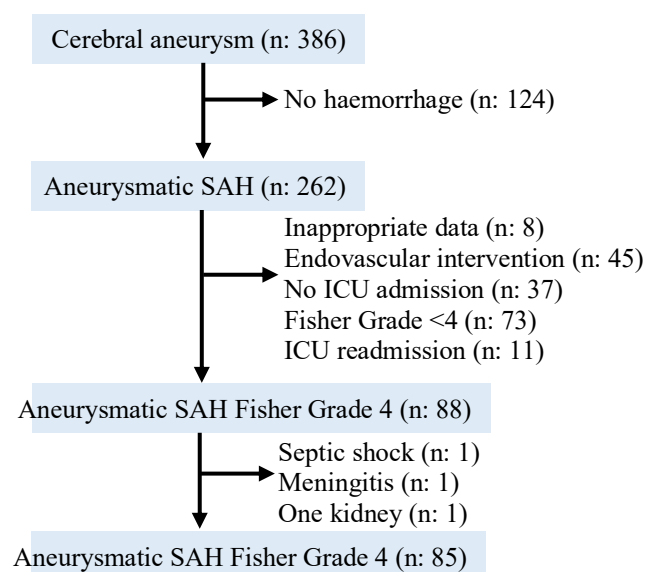 Cerebral aneurysm (n: 386)
No haemorrhage (n: 124)
Aneurysmatic SAH (n: 262)
Inappropriate data (n: 8)
Endovascular intervention (n: 45)
No ICU admission (n: 37)
Fisher Grade <4 (n: 73)
ICU readmission (n: 11)
Aneurysmatic SAH Fisher Grade 4 (n: 88)
Septic shock (n: 1)
Meningitis (n: 1)
One kidney (n: 1)
Aneurysmatic SAH Fisher Grade 4 (n: 85)